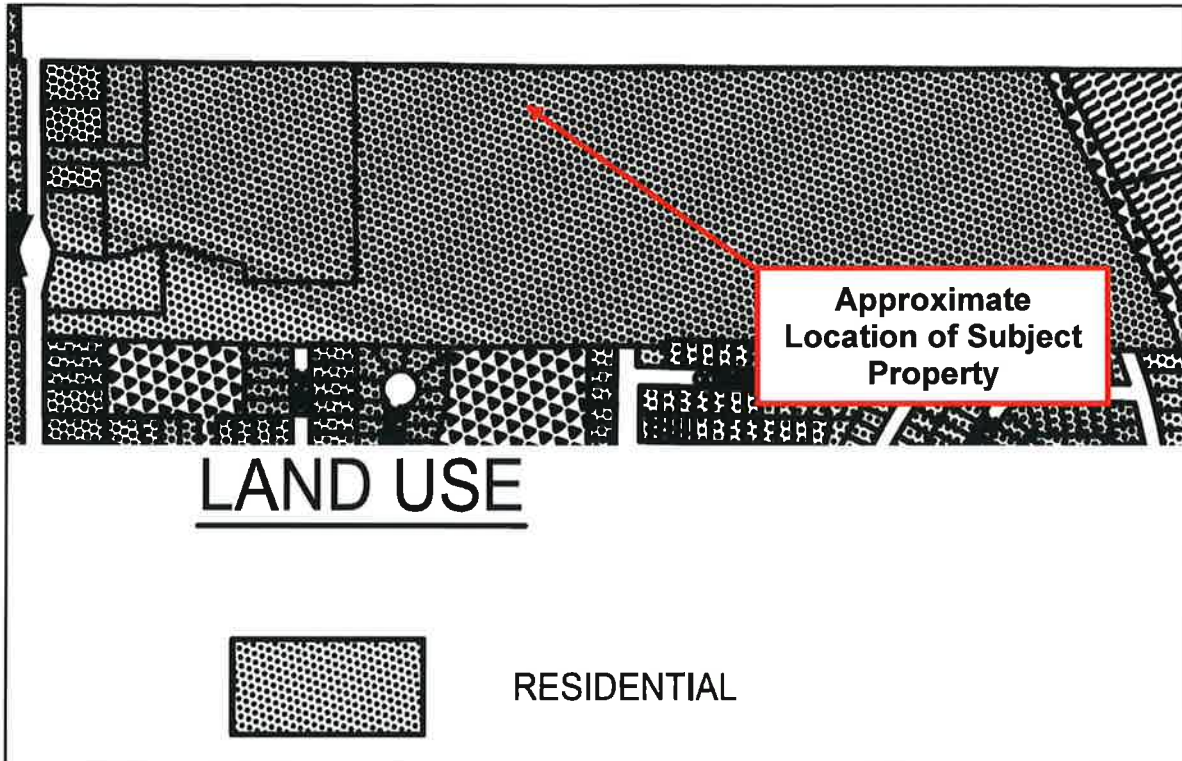 Approximate
Location of Subject
Property
LAND USE
RESIDENTIAL